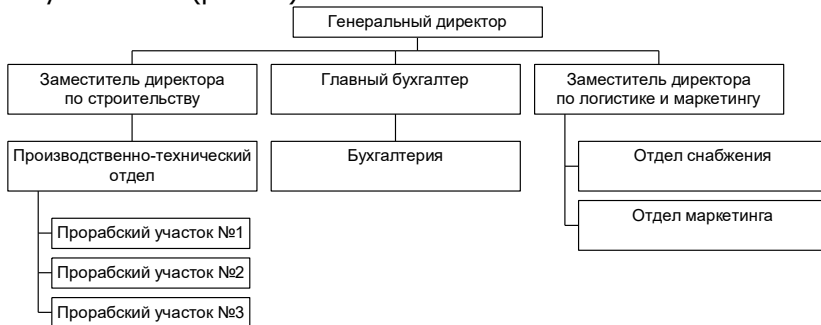 Генеральный директор
Заместитель директора
по строительству
Главный бухгалтер
Заместитель директора
по логистике и маркетингу
Производственно-технический
отдел
Бухгалтерия
Отдел снабжения
Отдел маркетинга
Прорабский участок №1
Прорабский участок №2
Прорабский участок №3